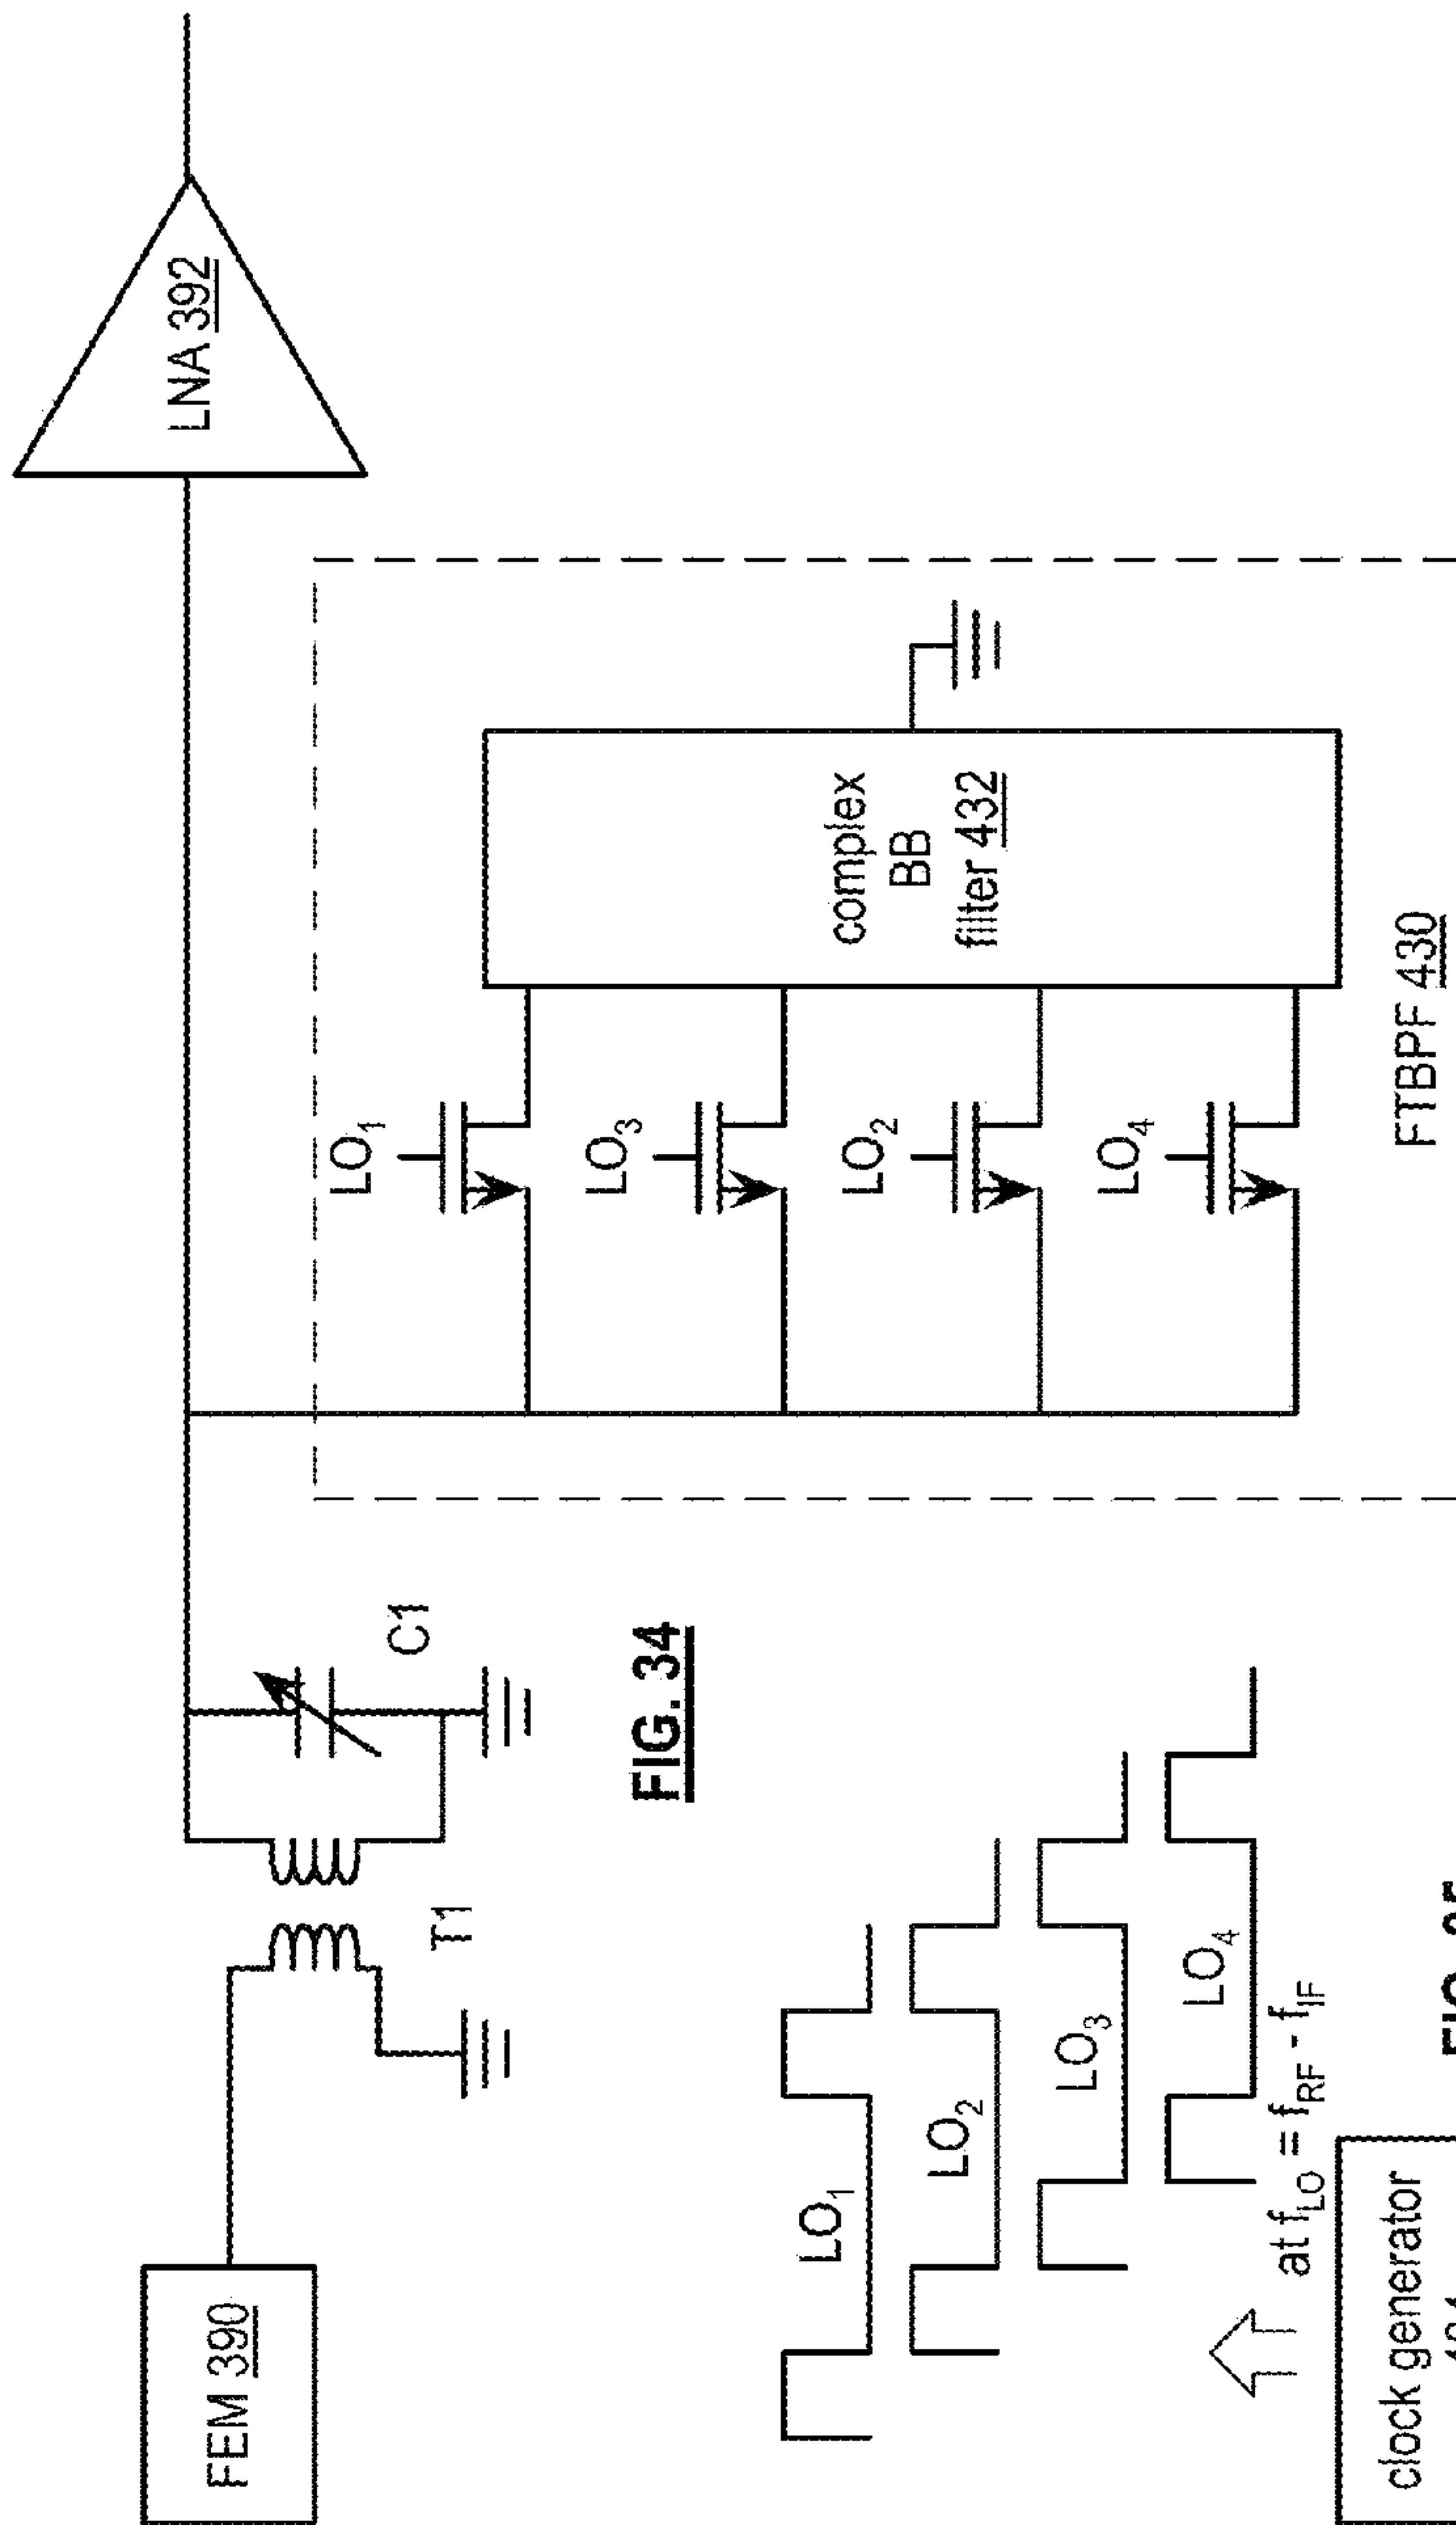 FEM 390
T1
C1
LNA 392
FIG. 34
LO1
LO3
LO2
LO4
complex
BB
filter 432
FTBPF 430
LO1
LO2
LO3
LO4
at fLO = fRF - fIF
clock generator